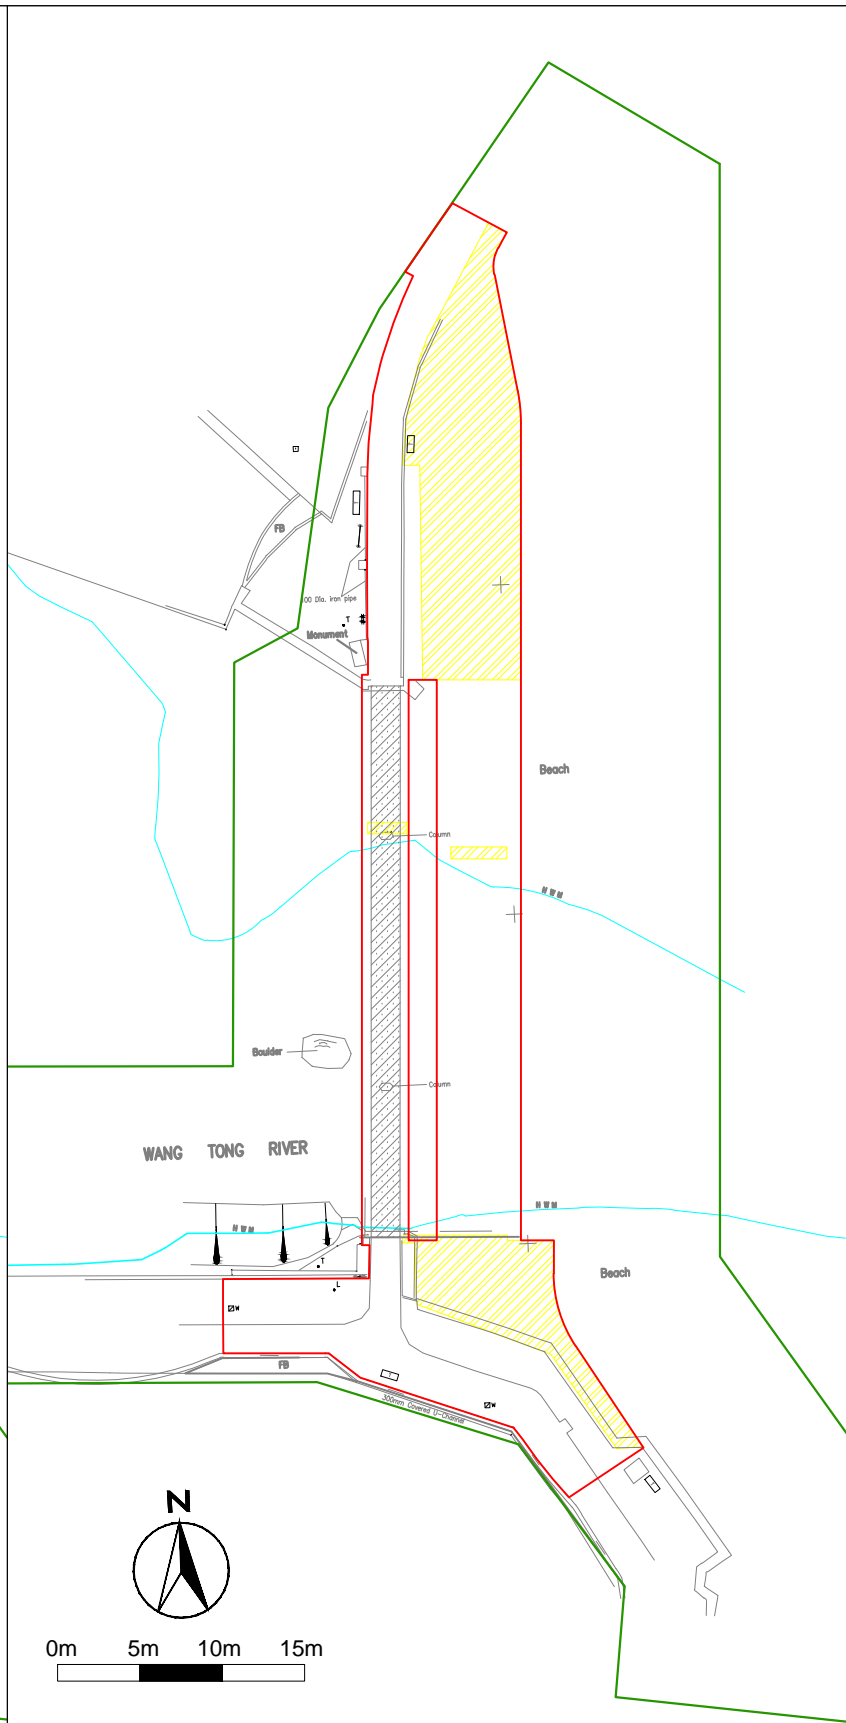 FB
00 Dia. iron pipe
T
Monument
Beach
Column
H W M
Boulder
Column
WANG TONG RIVER
H W M
H W M
T
Beach
L
W
FB
W
300mm Covered U-Channel
N
0m 5m 10m 15m